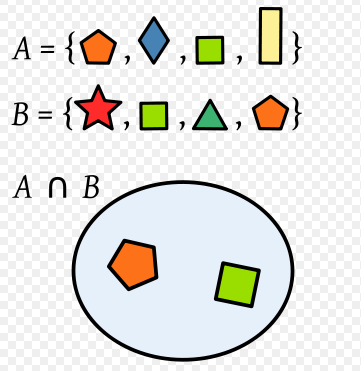 A = { , , , }
B = { , , , }
A ∩ B